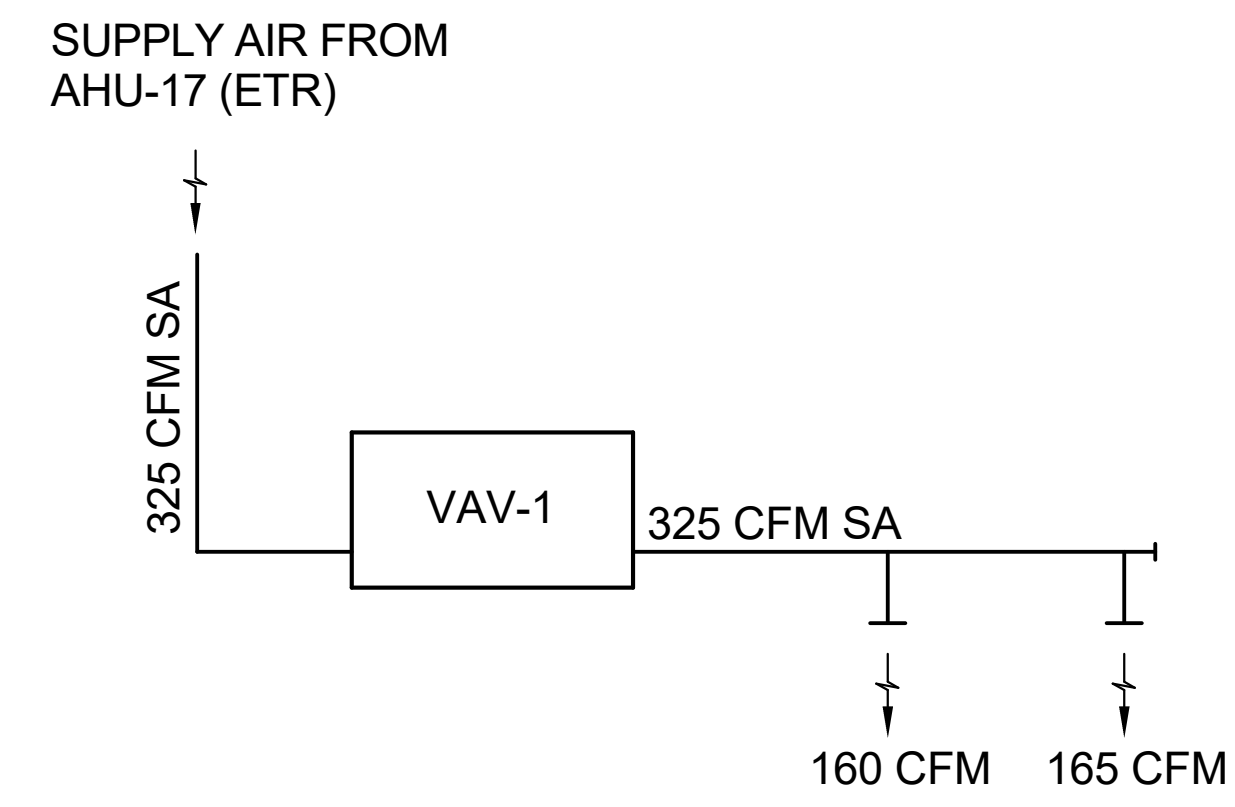 SUPPLY AIR FROM
AHU-17 (ETR)
325 CFM SA
VAV-1
325 CFM SA
160 CFM
165 CFM